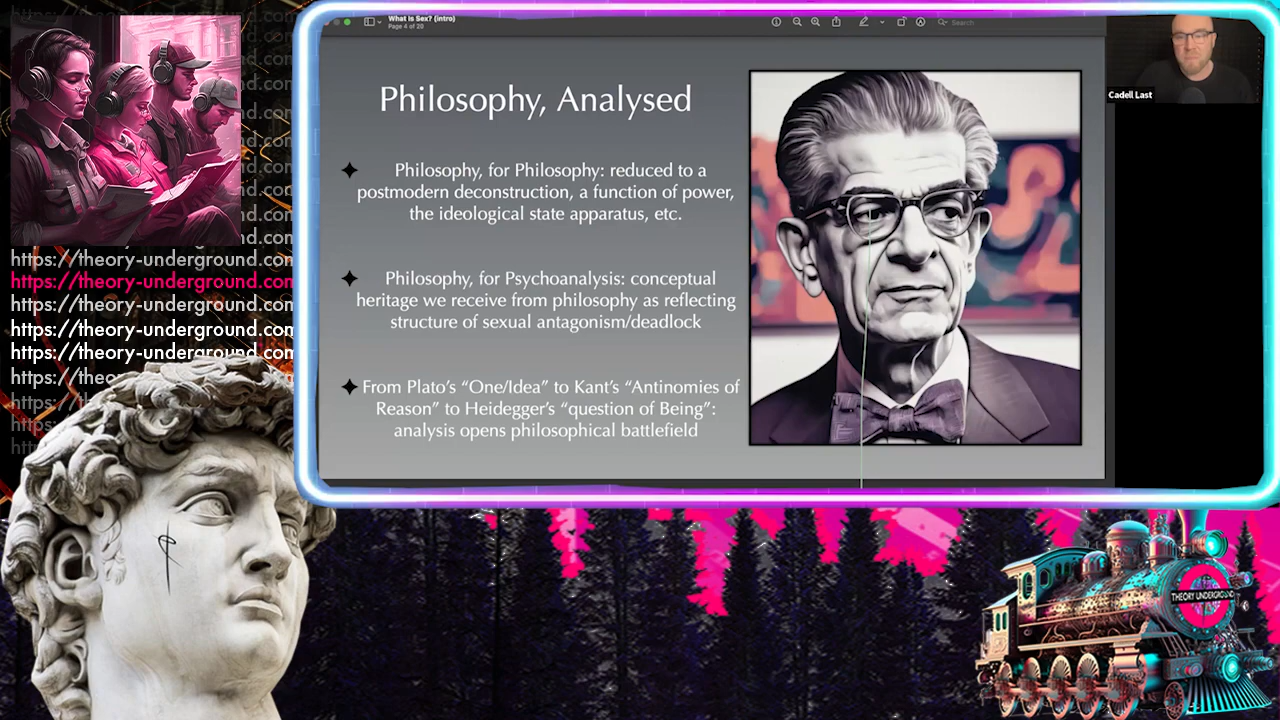 https://theory-underground.com
https://theory-underground.com
https://theory-underground.com
https://theory-underground.com
https://theory-underground.com
What is Sex? (intro)
Page 4 of 20
Search
Philosophy, Analysed
Philosophy, for Philosophy: reduced to a
postmodern deconstruction, a function of power,
the ideological state apparatus, etc.
Philosophy, for Psychoanalysis: conceptual
heritage we receive from philosophy as reflecting
structure of sexual antagonism/deadlock
From Plato’s “One/Idea” to Kant’s “Antinomies of
Reason” to Heidegger’s “question of Being”:
analysis opens philosophical battlefield
Cadell Last
THEORY UNDERGROUND